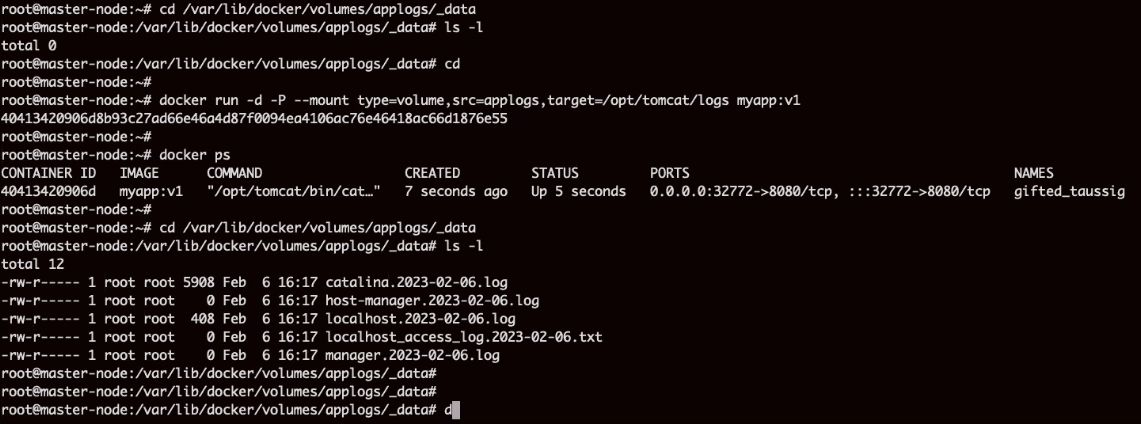 root@master-node:~# cd /var/lib/docker/volumes/applogs/_data
root@master-node:/var/lib/docker/volumes/applogs/_data# ls -l
total 0
root@master-node:/var/lib/docker/volumes/applogs/_data# cd
root@master-node:~#
root@master-node:~# docker run -d -P --mount type=volume,src=applogs,target=/opt/tomcat/logs myapp:v1
40413420906d8b93c27ad66e46a4d87f0094ea4106ac76e46418ac66d1876e55
root@master-node:~#
root@master-node:~# docker ps
CONTAINER ID   IMAGE      COMMAND                  CREATED         STATUS         PORTS                                         NAMES
40413420906d   myapp:v1   "/opt/tomcat/bin/cat…"   7 seconds ago   Up 5 seconds   0.0.0.0:32772->8080/tcp, :::32772->8080/tcp   gifted_taussig
root@master-node:~#
root@master-node:~# cd /var/lib/docker/volumes/applogs/_data
root@master-node:/var/lib/docker/volumes/applogs/_data# ls -l
total 12
-rw-r----- 1 root root 5908 Feb  6 16:17 catalina.2023-02-06.log
-rw-r----- 1 root root    0 Feb  6 16:17 host-manager.2023-02-06.log
-rw-r----- 1 root root  408 Feb  6 16:17 localhost.2023-02-06.log
-rw-r----- 1 root root    0 Feb  6 16:17 localhost_access_log.2023-02-06.txt
-rw-r----- 1 root root    0 Feb  6 16:17 manager.2023-02-06.log
root@master-node:/var/lib/docker/volumes/applogs/_data#
root@master-node:/var/lib/docker/volumes/applogs/_data#
root@master-node:/var/lib/docker/volumes/applogs/_data# d